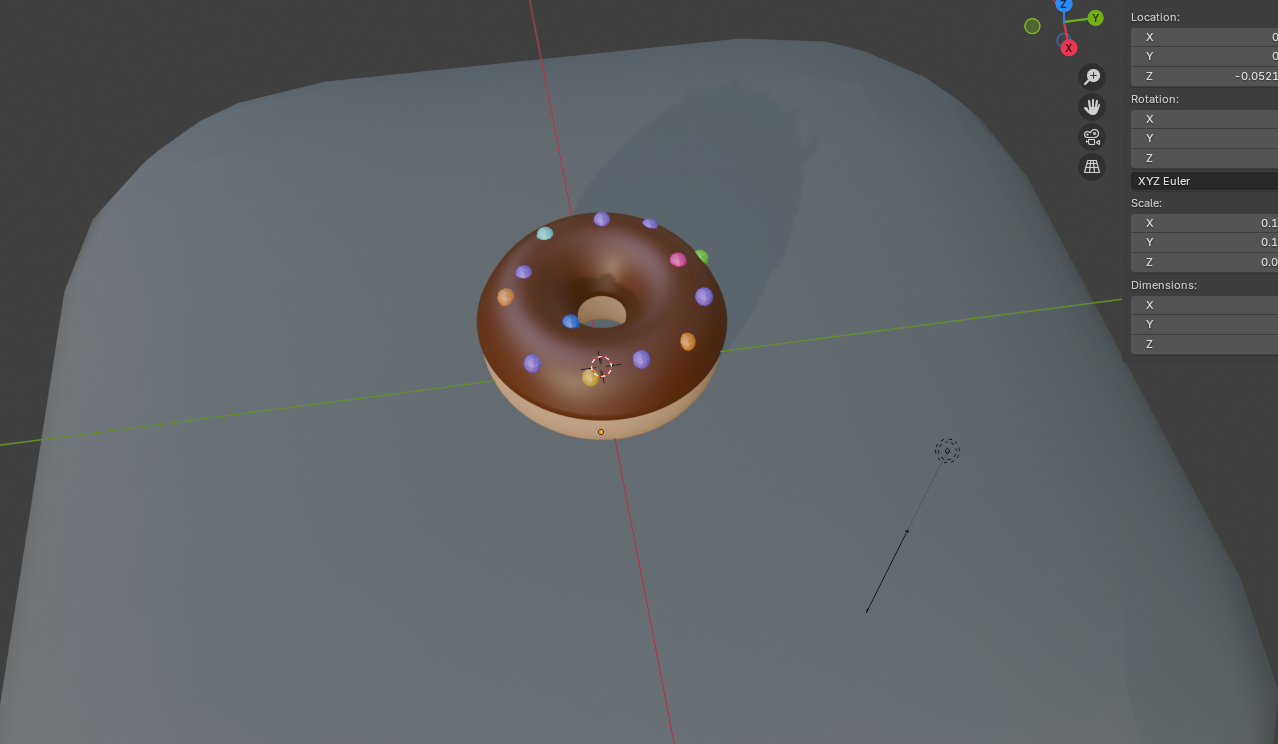 Z
Y
X
Location:
X 0
Y 0
Z -0.0521
Rotation:
X
Y
Z
XYZ Euler
Scale:
X 0.1
Y 0.1
Z 0.0
Dimensions:
X
Y
Z